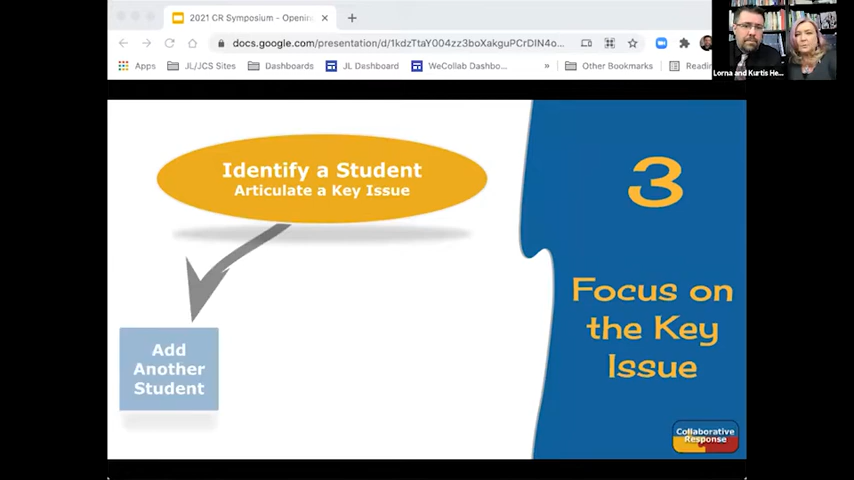 2021 CR Symposium - Openin
docs.google.com/presentation/d/1kdzTtaY004zz3boXakguPCrDIN4o...
Apps
JL/JCS Sites
Dashboards
JL Dashboard
WeCollab Dashbo...
»
Other Bookmarks
Readin
Lorna and Kurtis He...
Identify a Student
Articulate a Key Issue
Add
Another
Student
3
Focus on
the Key
Issue
Collaborative
Response